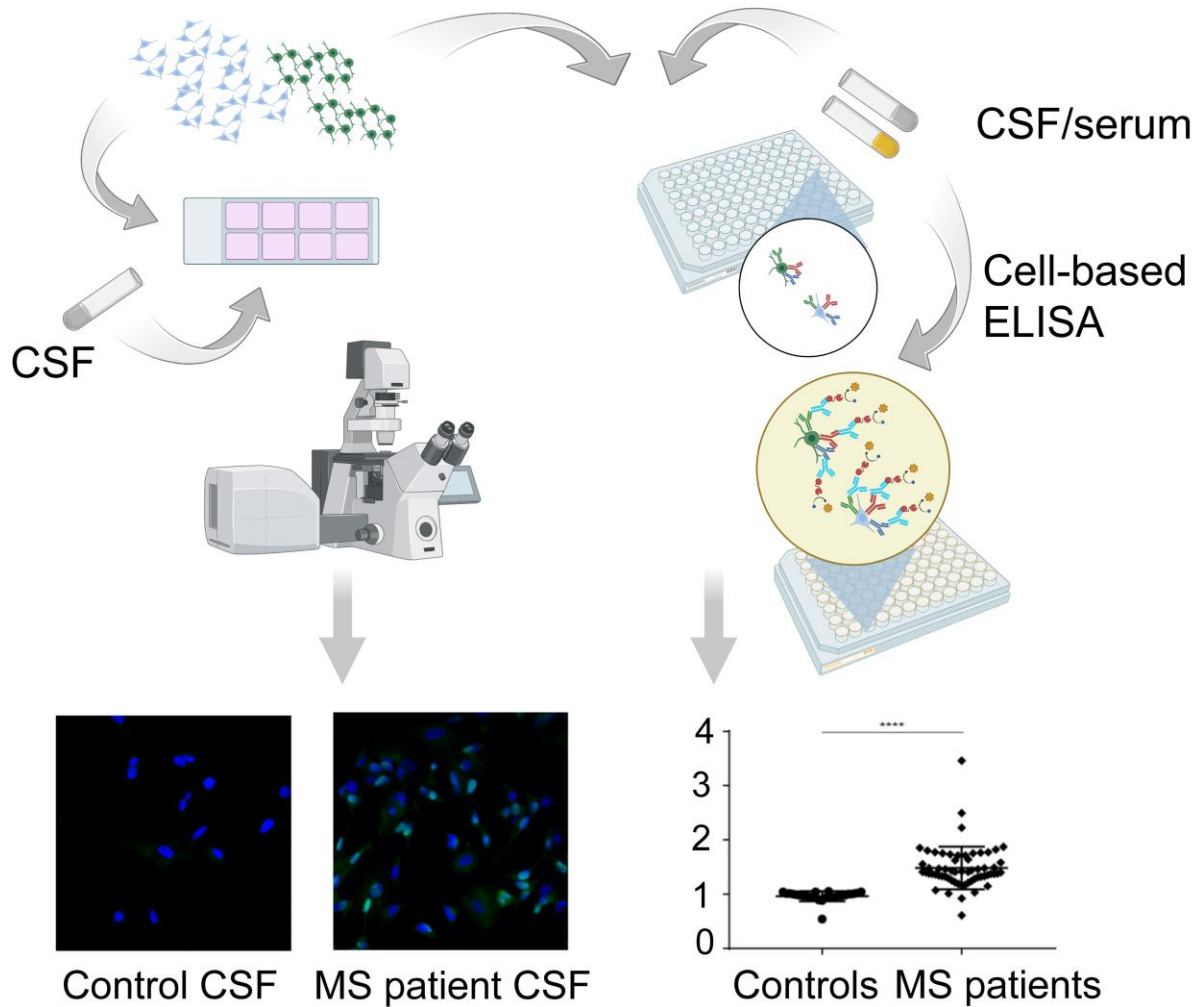 CSF/serum
CSF
Cell-based
ELISA
Control CSF
MS patient CSF
****
4
3
2
1
0
Controls
MS patients